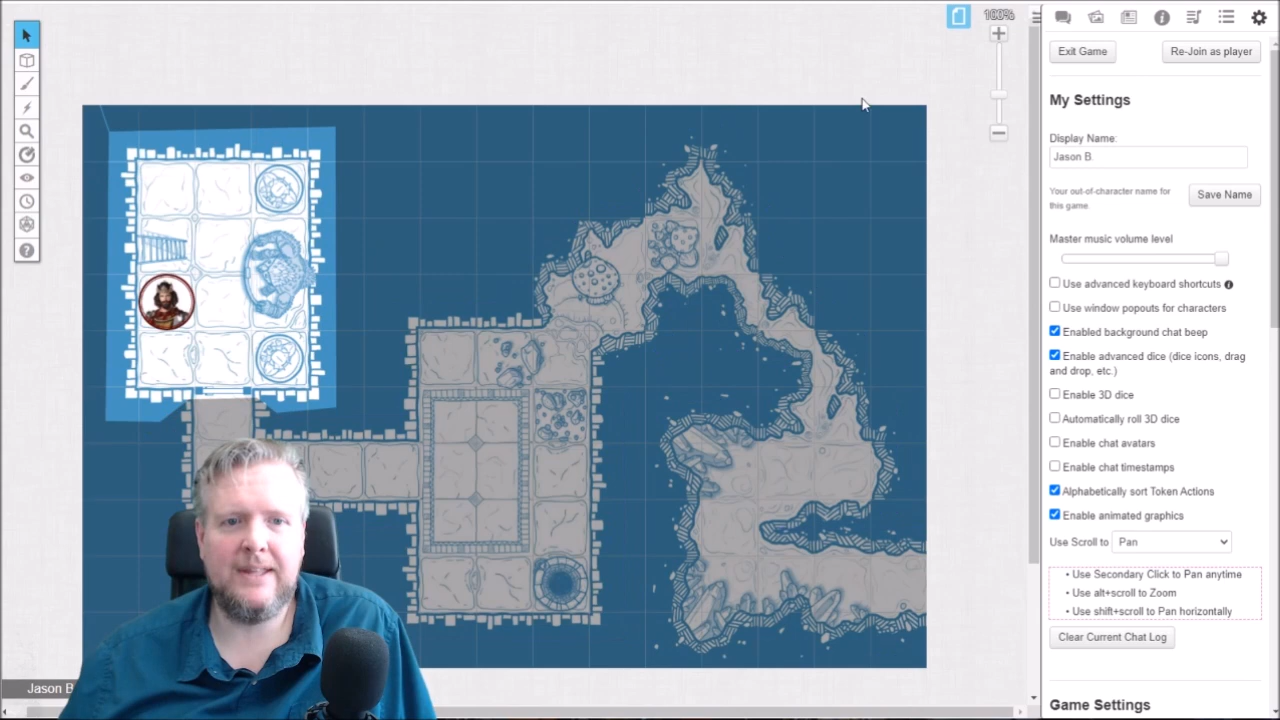 100%
Exit Game
Re-Join as player
My Settings
Display Name:
Jason B.
Your out-of-character name for
this game.
Save Name
Master music volume level
Use advanced keyboard shortcuts
Use window popouts for characters
Enabled background chat beep
Enable advanced dice (dice icons, drag
and drop, etc.)
Enable 3D dice
Automatically roll 3D dice
Enable chat avatars
Enable chat timestamps
Alphabetically sort Token Actions
Enable animated graphics
Use Scroll to
Pan
• Use Secondary Click to Pan anytime
• Use alt+scroll to Zoom
• Use shift+scroll to Pan horizontally
Clear Current Chat Log
Game Settings
Jason B